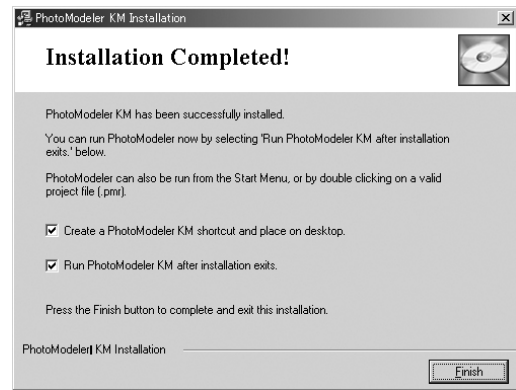 PhotoModeler KM Installation
Installation Completed!
PhotoModeler KM has been successfully installed.
You can run PhotoModeler now by selecting 'Run PhotoModeler KM after installation
exits.' below.
PhotoModeler can also be run from the Start Menu, or by double clicking on a valid
project file (.pmr).
Create a PhotoModeler KM shortcut and place on desktop.
Run PhotoModeler KM after installation exits.
Press the Finish button to complete and exit this installation.
PhotoModeler KM Installation
Finish